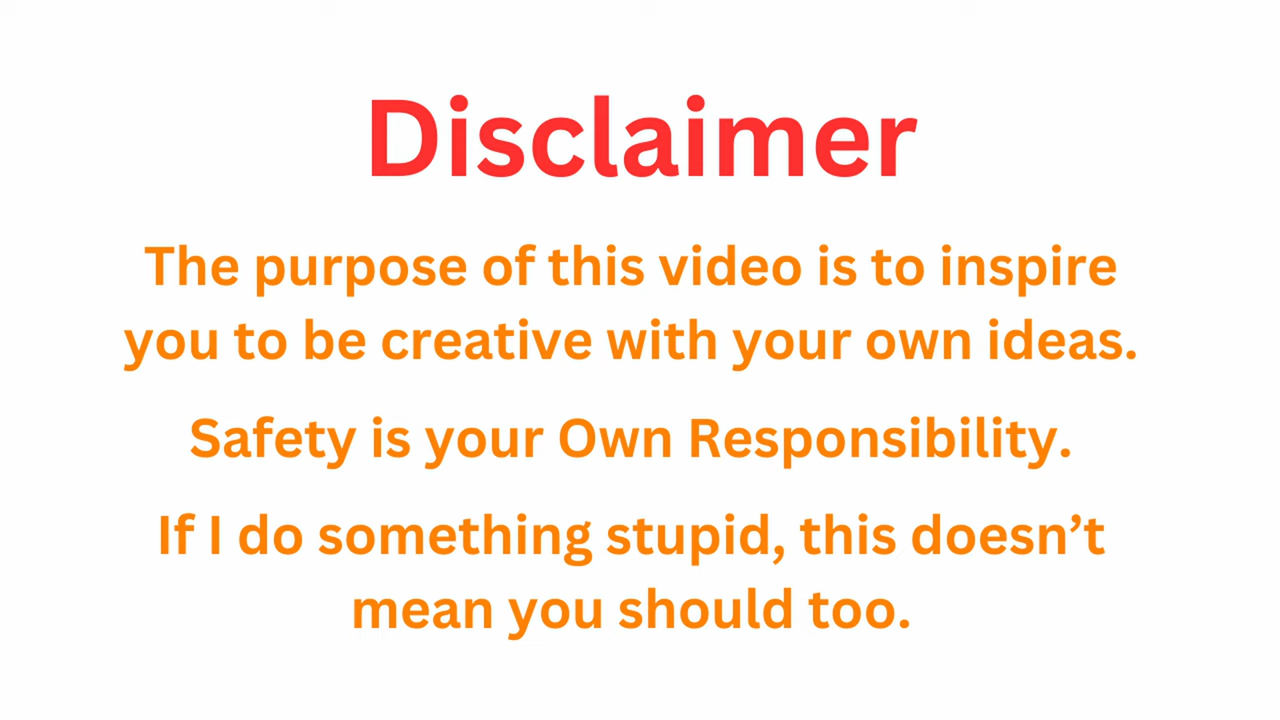 Disclaimer
The purpose of this video is to inspire
you to be creative with your own ideas.
Safety is your Own Responsibility.
If I do something stupid, this doesn’t
mean you should too.